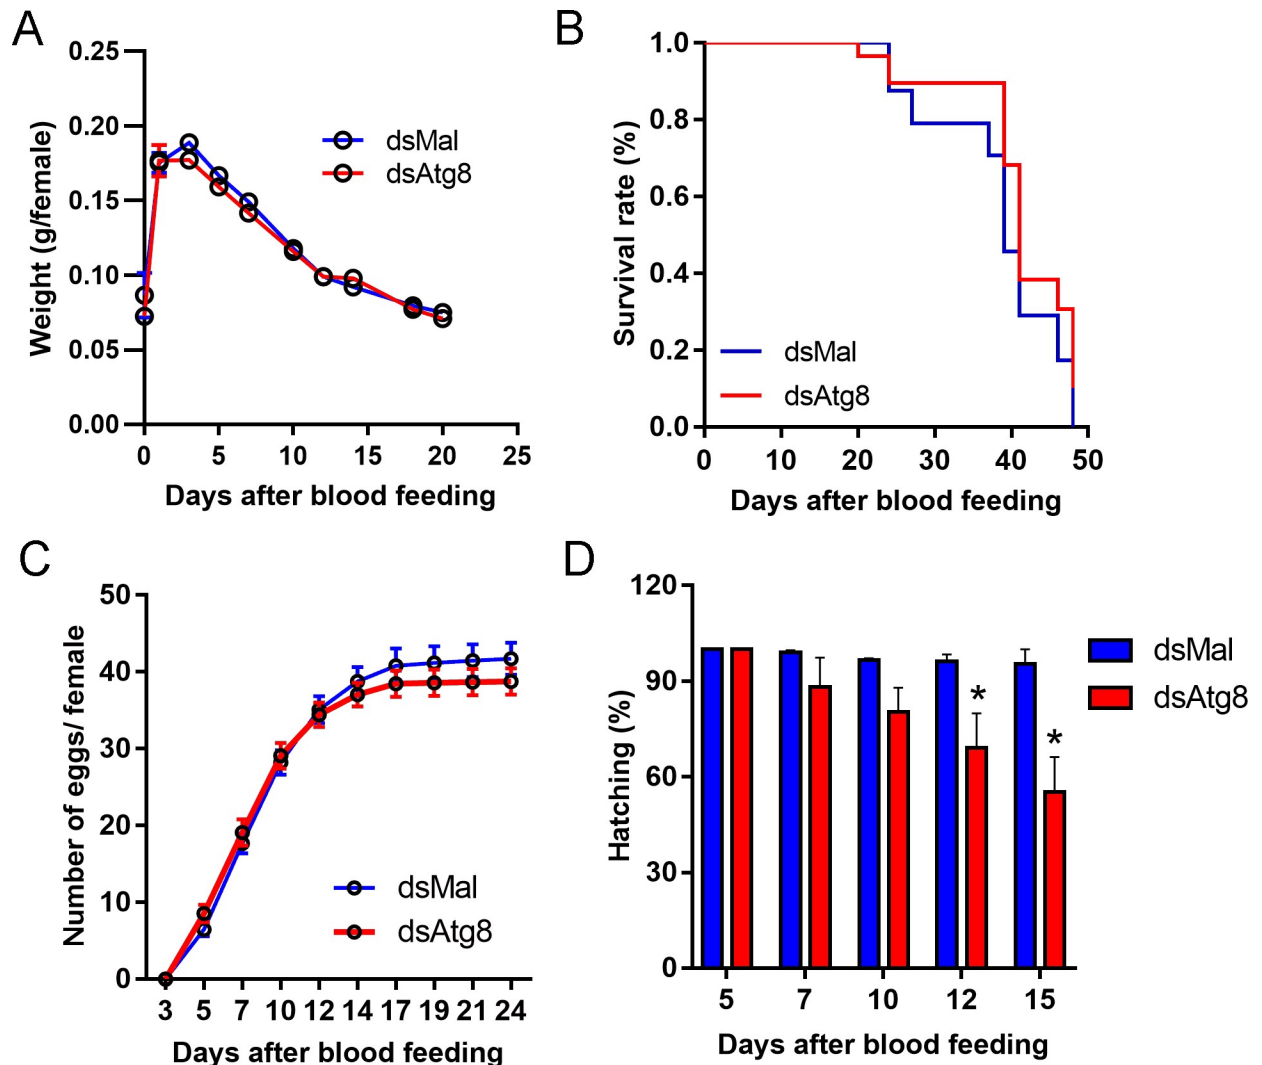 A
Weight (g/female)
0.25
0.20
0.15
0.10
0.05
0.00
dsMal
dsAtg8
0 5 10 15 20 25
Days after blood feeding
B
Survival rate (%)
1.0
0.8
0.6
0.4
0.2
0.0
dsMal
dsAtg8
0 10 20 30 40 50
Days after blood feeding
C
Number of eggs/ female
50
40
30
20
10
0
dsMal
dsAtg8
3 5 7 10 12 14 17 19 21 24
Days after blood feeding
D
Hatching (%)
120
90
60
30
0
*
*
dsMal
dsAtg8
5 7 10 12 15
Days after blood feeding